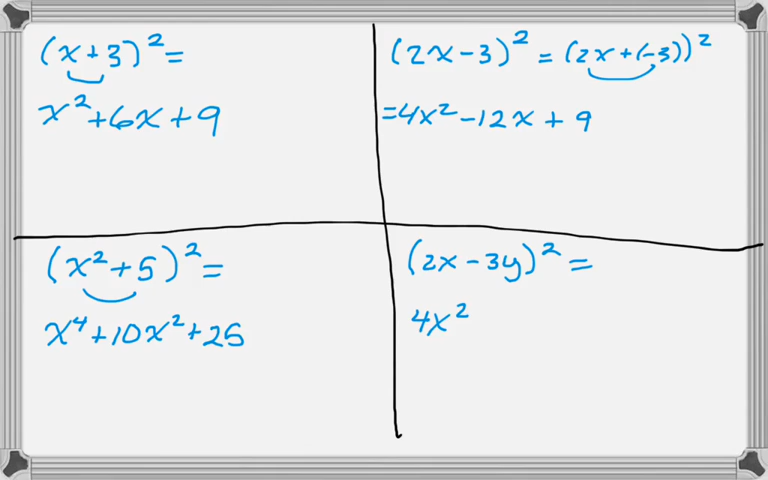 (x+3)²=
x²+6x+9
(2x-3)²=(2x+(-3))²
=4x²-12x+9
(x²+5)²=
x⁴+10x²+25
(2x-3y)²=
4x²